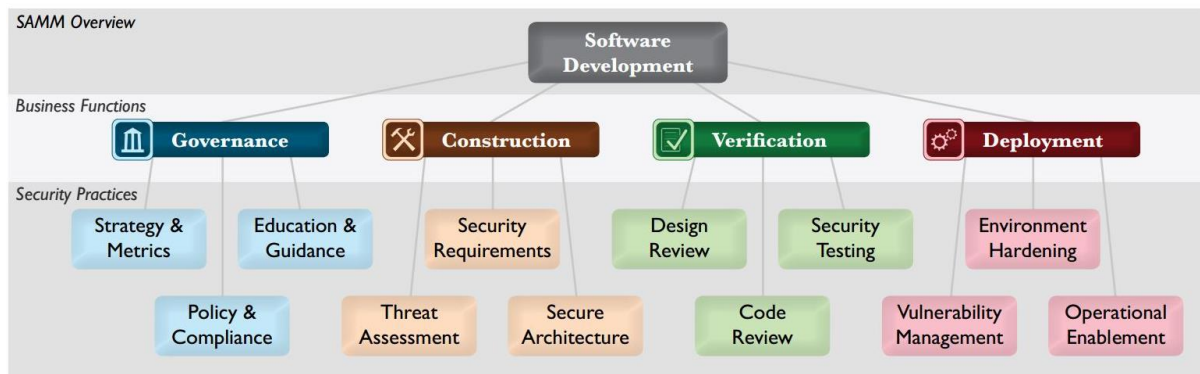 SAMM Overview
Software
Development
Business Functions
Governance
Construction
Verification
Deployment
Security Practices
Strategy &
Metrics
Education &
Guidance
Security
Requirements
Design
Review
Security
Testing
Environment
Hardening
Policy &
Compliance
Threat
Assessment
Secure
Architecture
Code
Review
Vulnerability
Management
Operational
Enablement